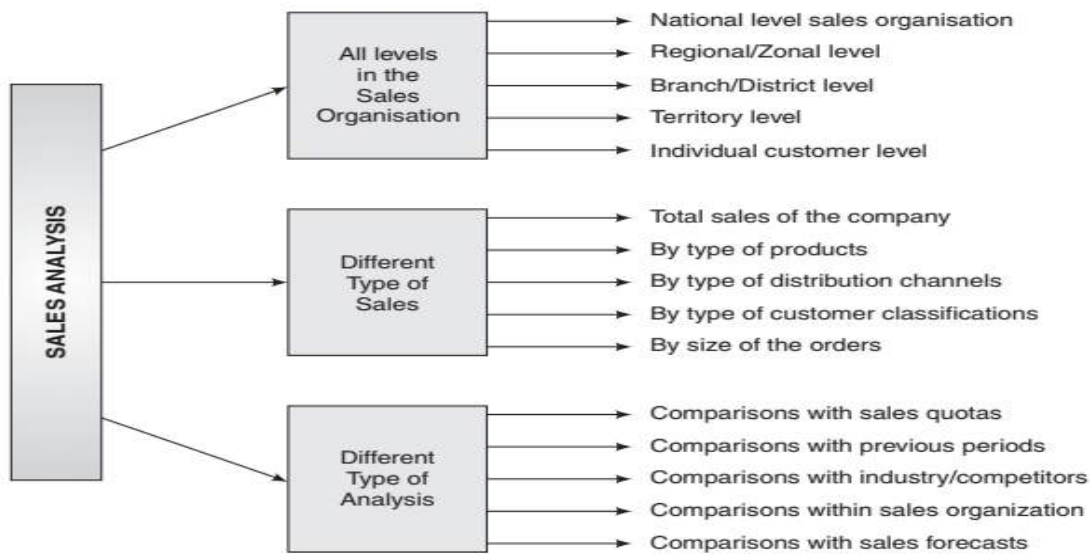 SALES ANALYSIS
All levels
in the
Sales
Organisation
National level sales organisation
Regional/Zonal level
Branch/District level
Territory level
Individual customer level
Different
Type of
Sales
Total sales of the company
By type of products
By type of distribution channels
By type of customer classifications
By size of the orders
Different
Type of
Analysis
Comparisons with sales quotas
Comparisons with previous periods
Comparisons with industry/competitors
Comparisons within sales organization
Comparisons with sales forecasts